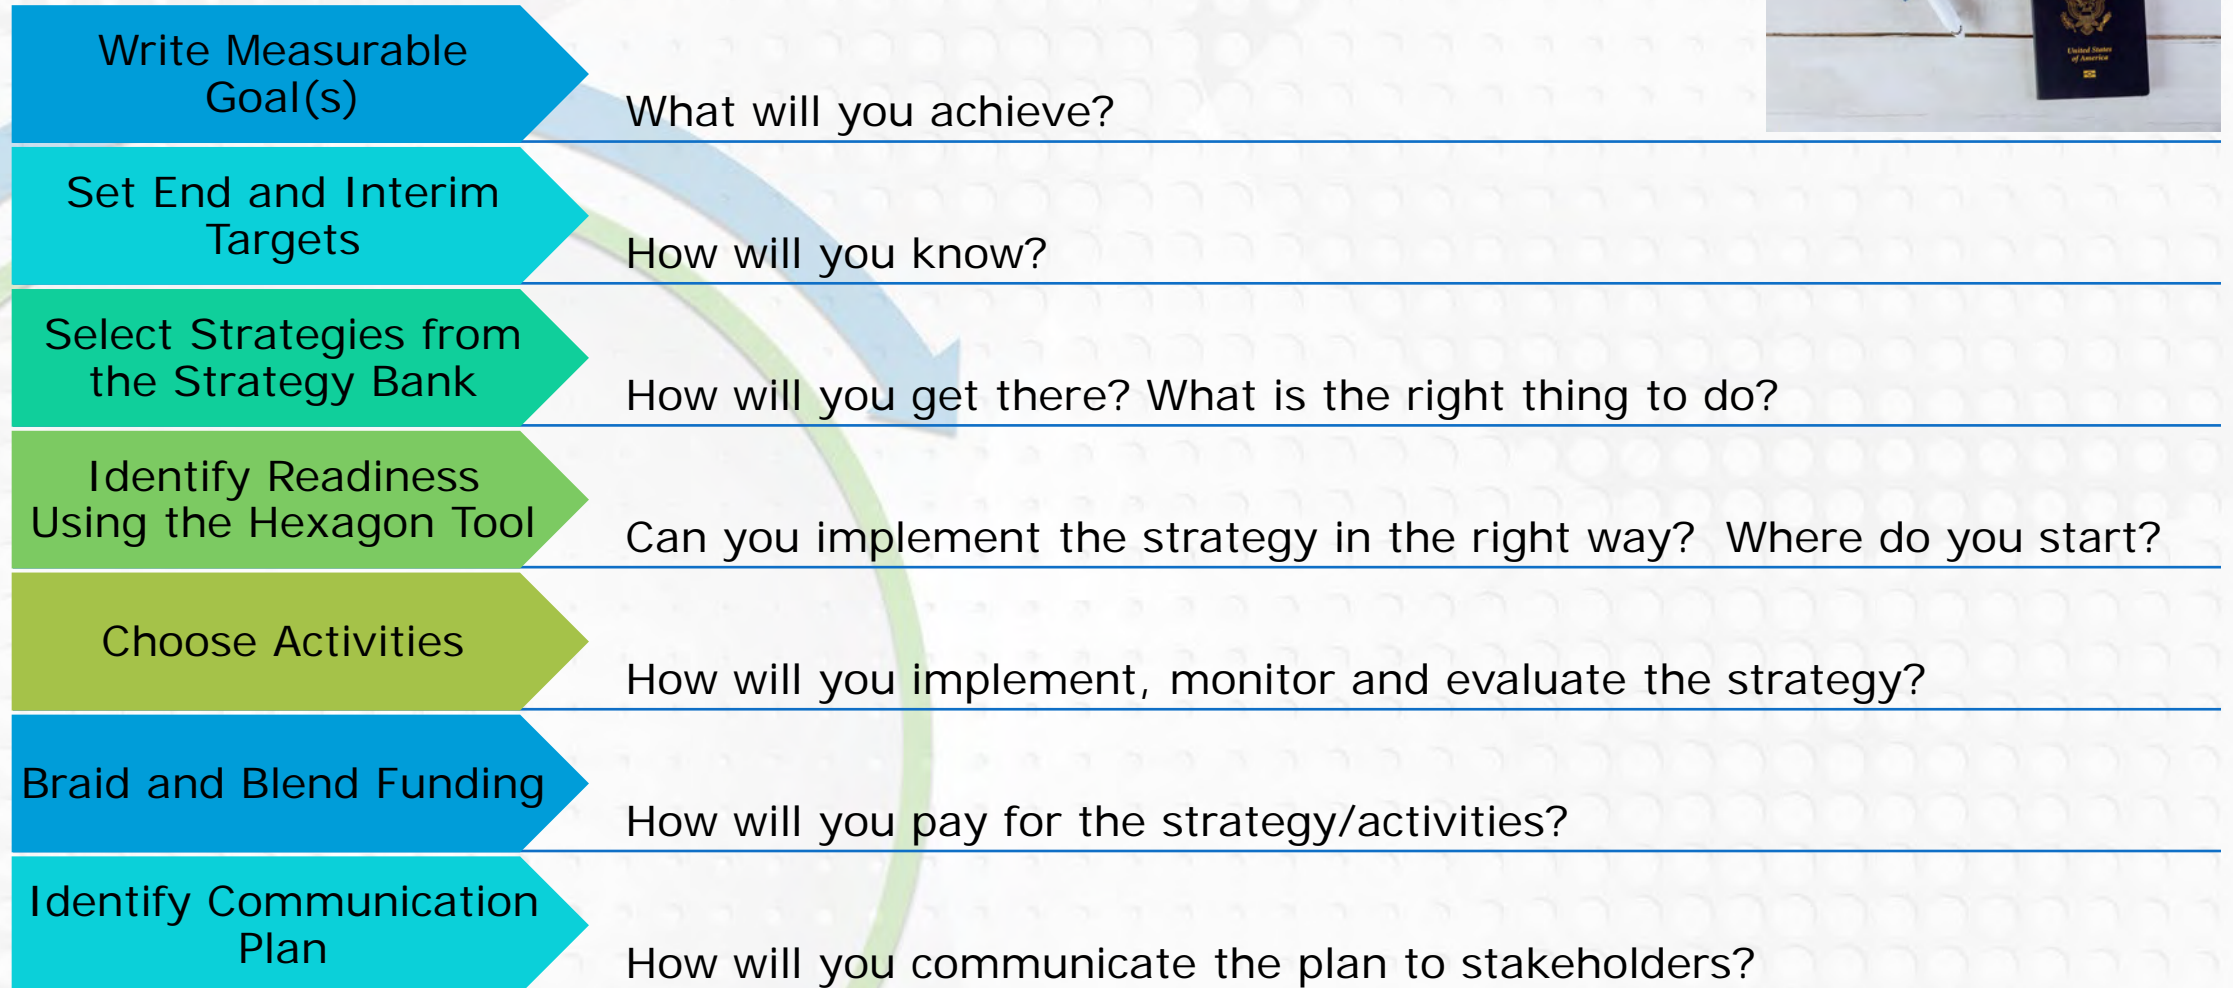 United States
of America
Write Measurable
Goal(s)
What will you achieve?
Set End and Interim
Targets
How will you know?
Select Strategies from
the Strategy Bank
How will you get there? What is the right thing to do?
Identify Readiness
Using the Hexagon Tool
Can you implement the strategy in the right way?  Where do you start?
Choose Activities
How will you implement, monitor and evaluate the strategy?
Braid and Blend Funding
How will you pay for the strategy/activities?
Identify Communication
Plan
How will you communicate the plan to stakeholders?